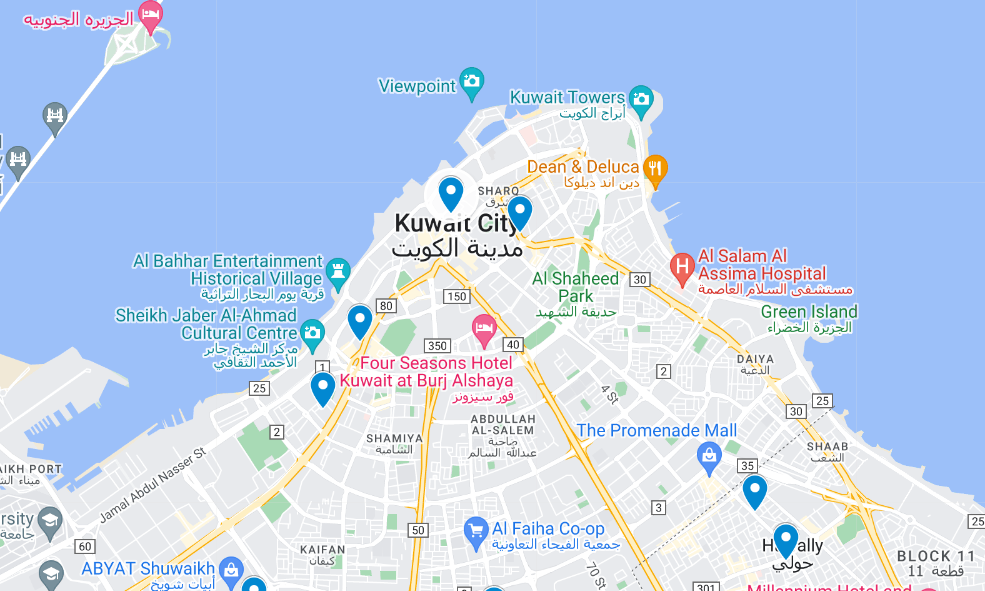 الجزيره الجنوبيه
Viewpoint
Kuwait Towers
أبراج الكويت
Dean & Deluca
دين اند ديلوكا
SHARQ
شرق
Kuwait City
مدينة الكويت
Al Bahhar Entertainment
Historical Village
قرية يوم البحار التراثية
Al Salam Al
Assima Hospital
مستشفى السلام العاصمة
Al Shaheed
Park
حديقة الشهيد
30
150
80
Green Island
الجزيرة الخضراء
Sheikh Jaber Al-Ahmad
Cultural Centre
مركز الشيخ جابر
الأحمد الثقافي
350
40
Four Seasons Hotel
Kuwait at Burj Alshaya
فور سيزونز
1
25
2
DAIYA
الدعية
4 St
25
30
2
SHAMIYA
الشامية
ABDULLAH
AL-SALEM
ضاحية
عبدالله السالم
The Promenade Mall
SHAAB
الشعب
35
AIKH PORT
ميناء الش
Jamal Abdul Nasser St
3
50
25
ersity
جامعة
60
Al Faiha Co-op
جمعية الفيحاء التعاونية
KAIFAN
كيفان
حولي
BLOCK 11
قطعة 11
ABYAT Shuwaikh
أبيات شويخ
70 St
301
Millennium Hotel and